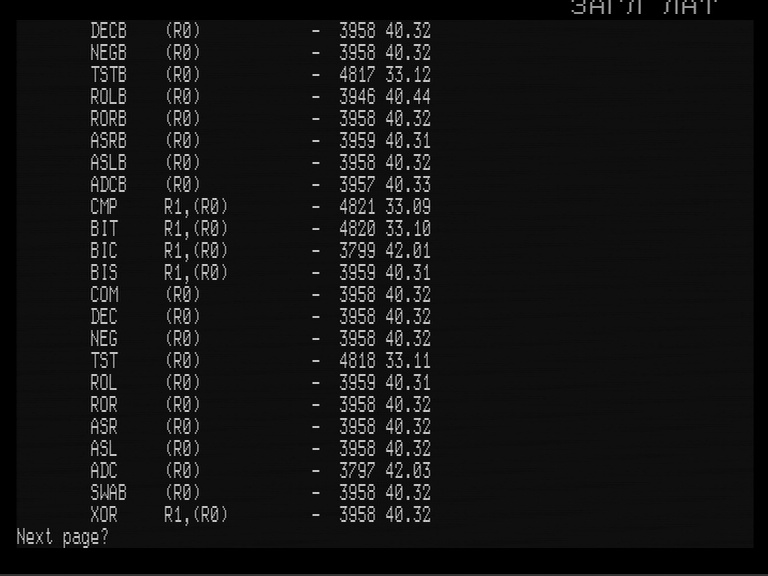 DECB (R0) - 3958 40.32
NEGB (R0) - 3958 40.32
TSTB (R0) - 4817 33.12
ROLB (R0) - 3946 40.44
RORB (R0) - 3958 40.32
ASRB (R0) - 3959 40.31
ASLB (R0) - 3958 40.32
ADCB (R0) - 3957 40.33
CMP R1,(R0) - 4821 33.09
BIT R1,(R0) - 4820 33.10
BIC R1,(R0) - 3799 42.01
BIS R1,(R0) - 3959 40.31
COM (R0) - 3958 40.32
DEC (R0) - 3958 40.32
NEG (R0) - 3958 40.32
TST (R0) - 4818 33.11
ROL (R0) - 3959 40.31
ROR (R0) - 3958 40.32
ASR (R0) - 3958 40.32
ASL (R0) - 3958 40.32
ADC (R0) - 3797 42.03
SWAB (R0) - 3958 40.32
XOR R1,(R0) - 3958 40.32
Next page?